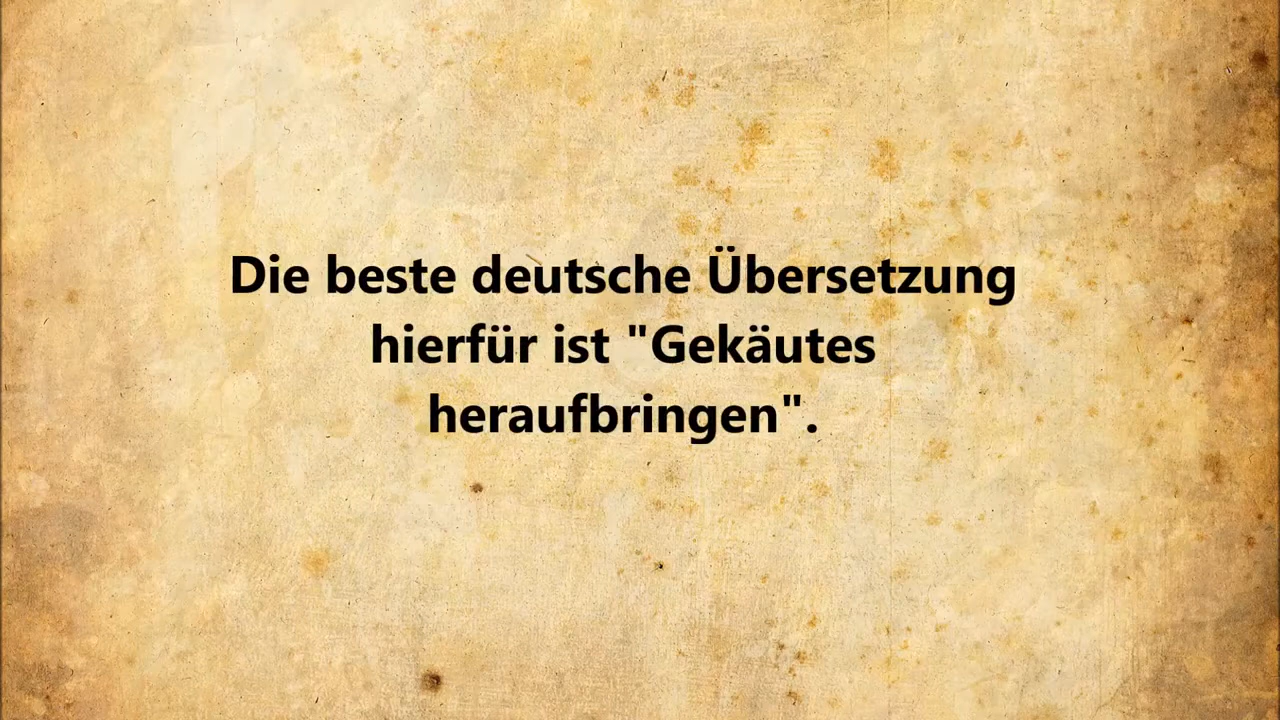 Die beste deutsche Übersetzung
hierfür ist "Gekäutes
heraufbringen".